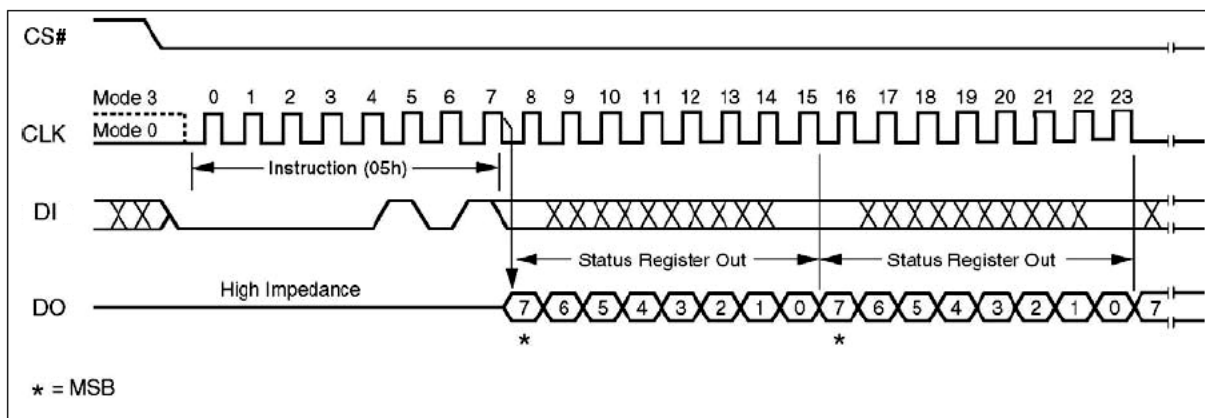 CS#
Mode 3
Mode 0
CLK
0 1 2 3 4 5 6 7 8 9 10 11 12 13 14 15 16 17 18 19 20 21 22 23
Instruction (05h)
DI
Status Register Out
Status Register Out
High Impedance
DO
7 6 5 4 3 2 1 0 7 6 5 4 3 2 1 0 7
* *
* = MSB